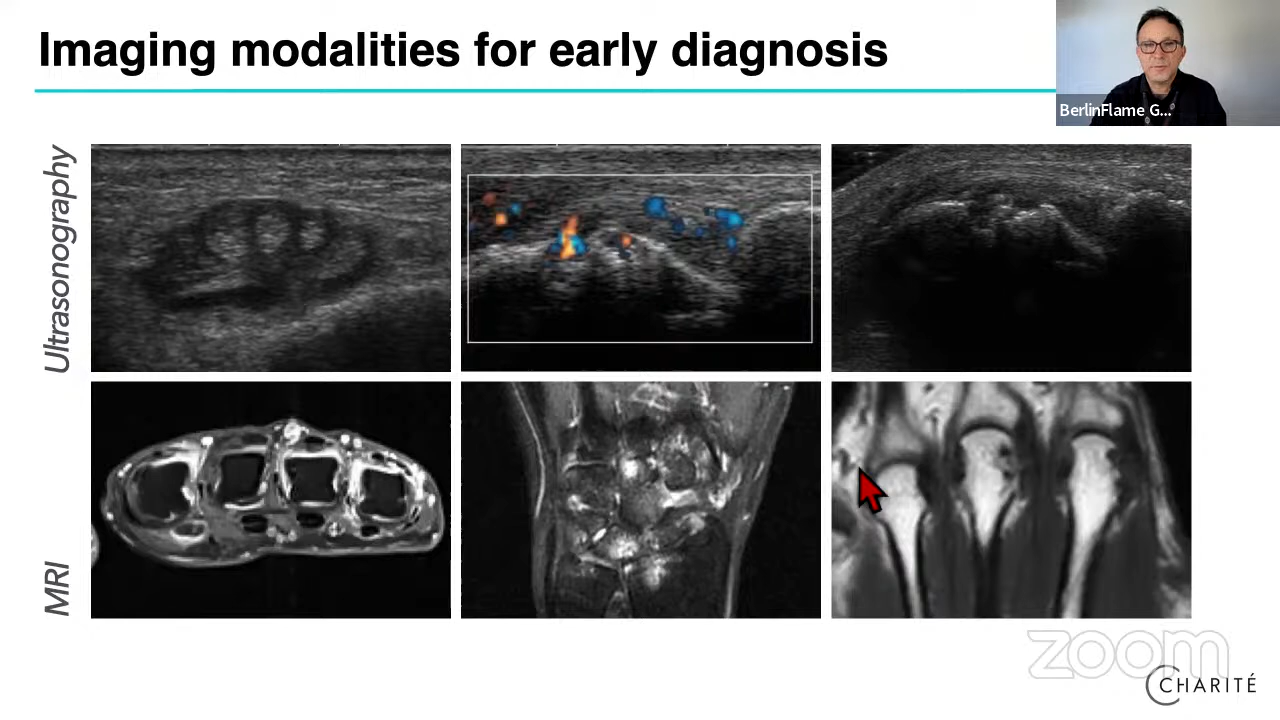 Imaging modalities for early diagnosis
BerlinFlame G...
Ultrasonography
MRI
zoom
CHARITÉ